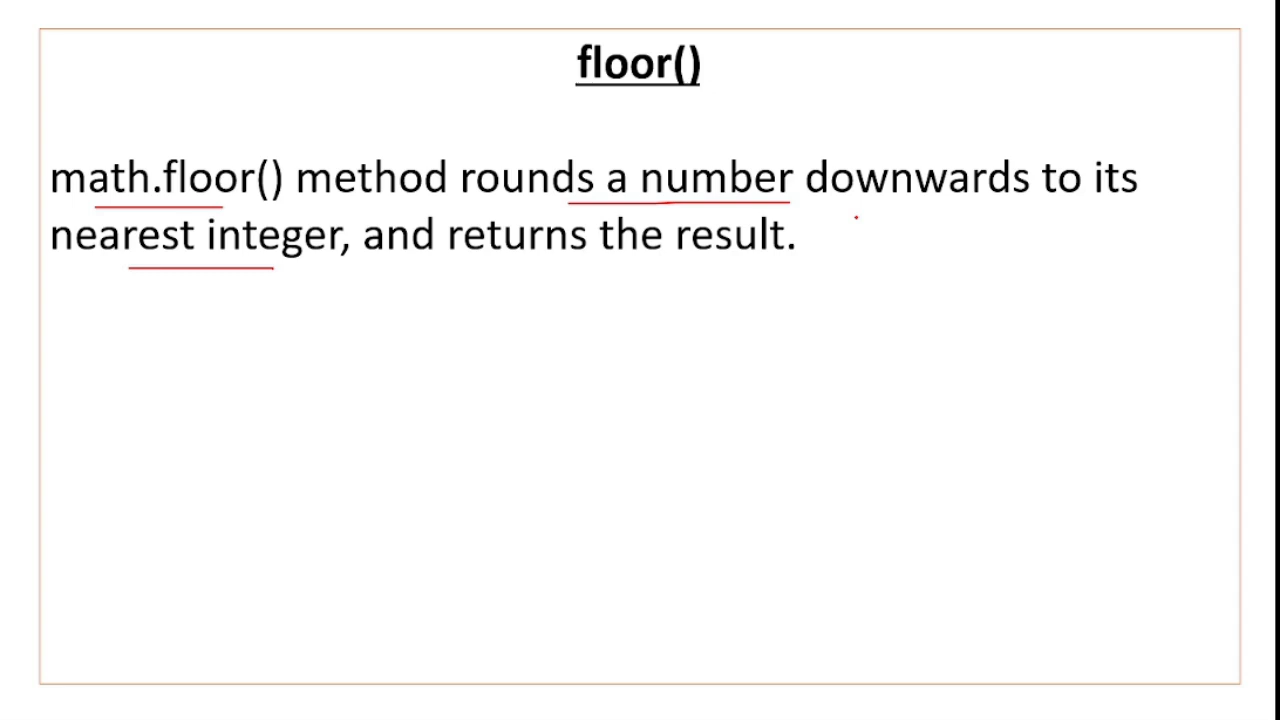 floor()
math.floor() method rounds a number downwards to its
nearest integer, and returns the result.